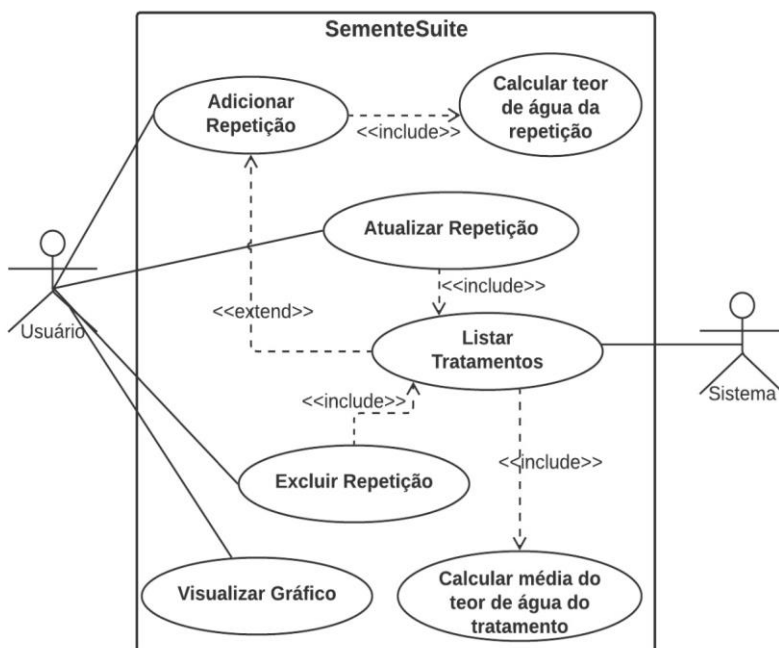 SementeSuite
Adicionar
Repetição
<<include>>
Calcular teor
de água da
repetição
Atualizar Repetição
<<include>>
<<extend>>
Usuário
Listar
Tratamentos
Sistema
<<include>>
Excluir Repetição
<<include>>
Visualizar Gráfico
Calcular média do
teor de água do
tratamento